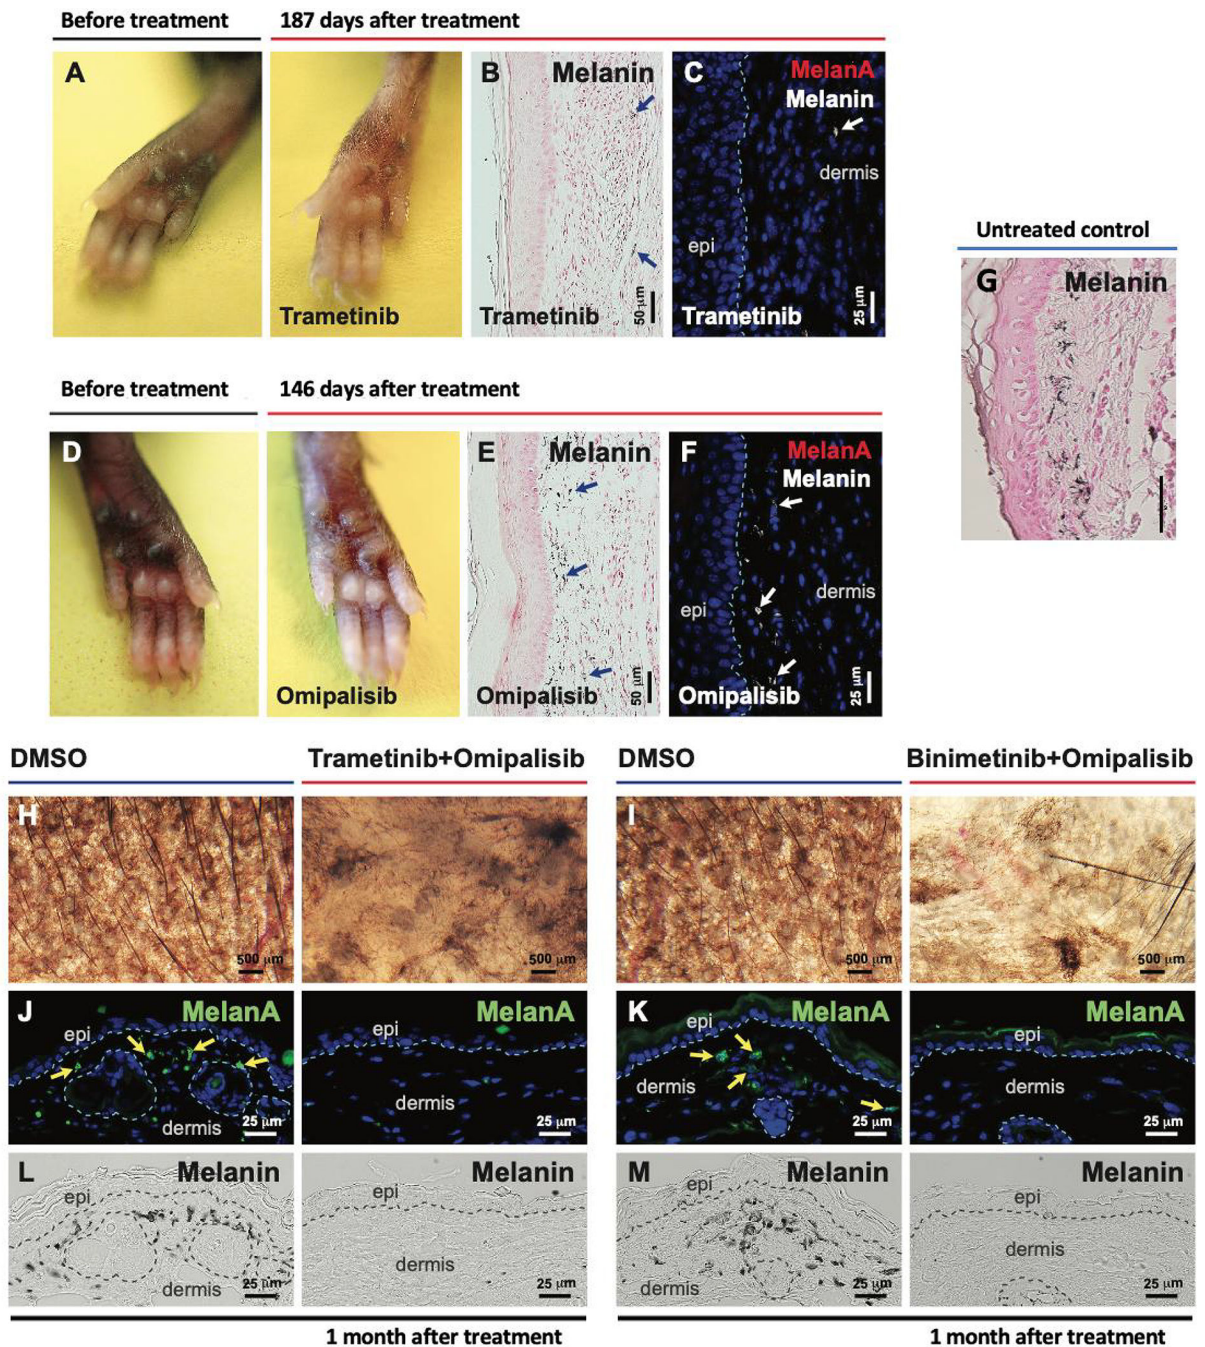 Before treatment
187 days after treatment
A
Trametinib
B
Melanin
Trametinib
50 μm
C
MelanA
Melanin
dermis
epi
Trametinib
25 μm
Untreated control
G
Melanin
Before treatment
146 days after treatment
D
Omipalisib
E
Melanin
Omipalisib
50 μm
F
MelanA
Melanin
dermis
epi
Omipalisib
25 μm
DMSO
Trametinib+Omipalisib
DMSO
Binimetinib+Omipalisib
H
500 μm
500 μm
I
500 μm
500 μm
J
MelanA
epi
dermis
25 μm
MelanA
epi
dermis
25 μm
K
MelanA
epi
dermis
25 μm
MelanA
epi
dermis
25 μm
L
Melanin
epi
dermis
25 μm
Melanin
epi
dermis
25 μm
M
Melanin
epi
dermis
25 μm
Melanin
epi
dermis
25 μm
1 month after treatment
1 month after treatment